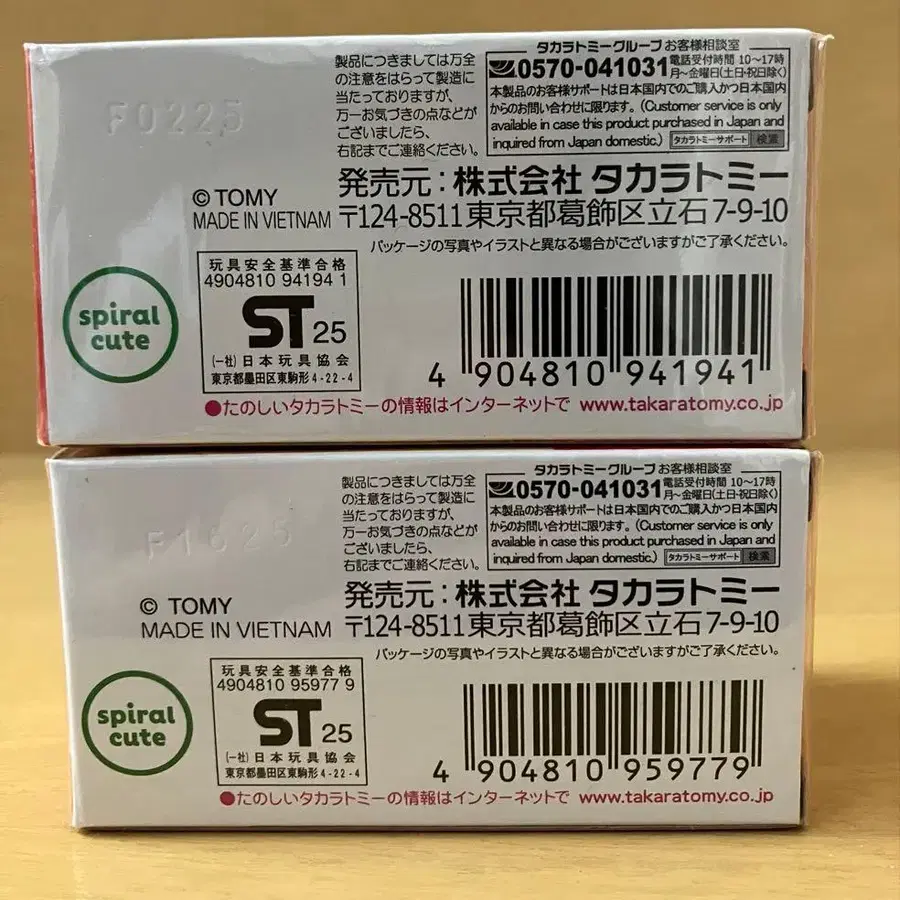 F0225
製品につきましては万全
の注意をはらって製造に
当たっておりますが、
万一お気づきの点などが
ございましたら、
右記までご連絡ください。
タカラトミーグループ お客様相談室
0570-041031 電話受付時間 10〜17時
月〜金曜日(土日・祝日除く)
本製品のお客様サポートは日本国内でのご購入かつ日本国内
からのお問い合わせに限ります。(Customer service is only
available in case this product purchased in Japan and
inquired from Japan domestic.) タカラトミーサポート 検索
© TOMY
MADE IN VIETNAM
発売元：株式会社 タカラトミー
〒124-8511 東京都葛飾区立石7-9-10
パッケージの写真やイラストと異なる場合がございますがご了承ください。
spiral
cute
玩具安全基準合格
4904810 94194 1
ST 25
(一社)日本玩具協会
東京都墨田区東駒形4-22-4
4 904810 941941
●たのしいタカラトミーの情報はインターネットで www.takaratomy.co.jp
F1625
製品につきましては万全
の注意をはらって製造に
当たっておりますが、
万一お気づきの点などが
ございましたら、
右記までご連絡ください。
タカラトミーグループ お客様相談室
0570-041031 電話受付時間 10〜17時
月〜金曜日(土日・祝日除く)
本製品のお客様サポートは日本国内でのご購入かつ日本国内
からのお問い合わせに限ります。(Customer service is only
available in case this product purchased in Japan and
inquired from Japan domestic.) タカラトミーサポート 検索
© TOMY
MADE IN VIETNAM
発売元：株式会社 タカラトミー
〒124-8511 東京都葛飾区立石7-9-10
パッケージの写真やイラストと異なる場合がございますがご了承ください。
spiral
cute
玩具安全基準合格
4904810 95977 9
ST 25
(一社)日本玩具協会
東京都墨田区東駒形4-22-4
4 904810 959779
●たのしいタカラトミーの情報はインターネットで www.takaratomy.co.jp